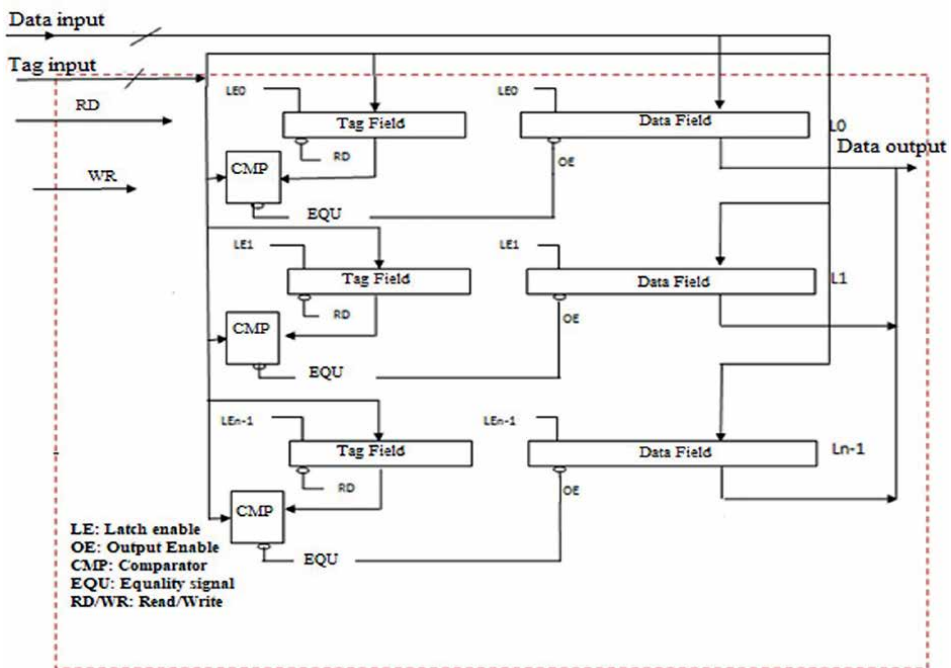 Data input
Tag input
RD
WR
LE0
Tag Field
RD
CMP
EQU
LE0
Data Field
OE
L0
Data output
LE1
Tag Field
RD
CMP
EQU
LE1
Data Field
OE
L1
LEn-1
Tag Field
RD
CMP
EQU
LEn-1
Data Field
OE
Ln-1
LE: Latch enable
OE: Output Enable
CMP: Comparator
EQU: Equality signal
RD/WR: Read/Write